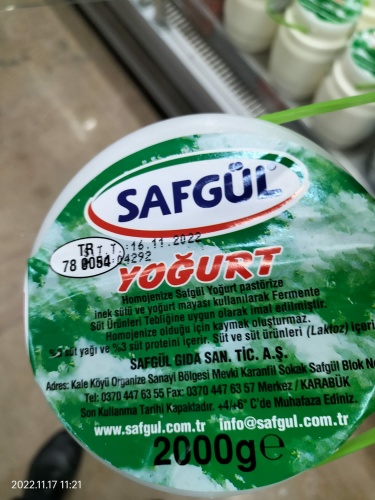 SAFGÜL
TR
78 0054
:16.11.2022
04292
YOĞURT
Homojenize Safgül Yoğurt pastörize
inek sütü ve yoğurt mayası kullanılarak Fermente
Süt Ürünleri Tebliğine uygun olarak imal edilmiştir.
Homojenize olduğu için kaymak oluşturmaz.
%3 süt yağı ve %3 süt proteini içerir. Süt ve süt ürünleri (Laktoz) içeri
SAFGÜL GIDA SAN. TİC. A.Ş.
Adres: Kale Köyü Organize Sanayi Bölgesi Mevki Karanfil Sokak Safgül Blok No
Tel: 0370 447 63 55 Fax: 0370 447 63 57 Merkez / KARABÜK
Son Kullanma Tarihi Kapaktadır. +4/+6° C'de Muhafaza Ediniz.
www.safgul.com.tr info@safgul.com.tr
2000g℮
2022.11.17 11:21